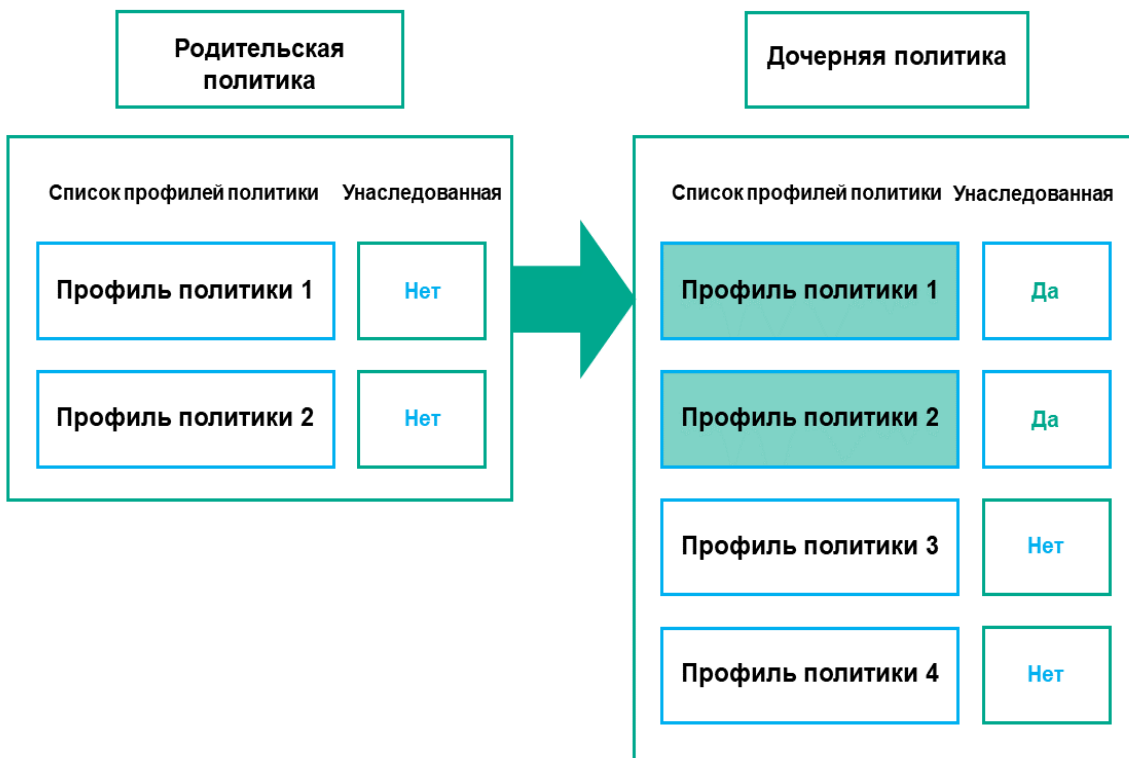 Родительская
политика
Дочерняя политика
Список профилей политики Унаследованная
Профиль политики 1 Нет
Профиль политики 2 Нет
Список профилей политики Унаследованная
Профиль политики 1 Да
Профиль политики 2 Да
Профиль политики 3 Нет
Профиль политики 4 Нет